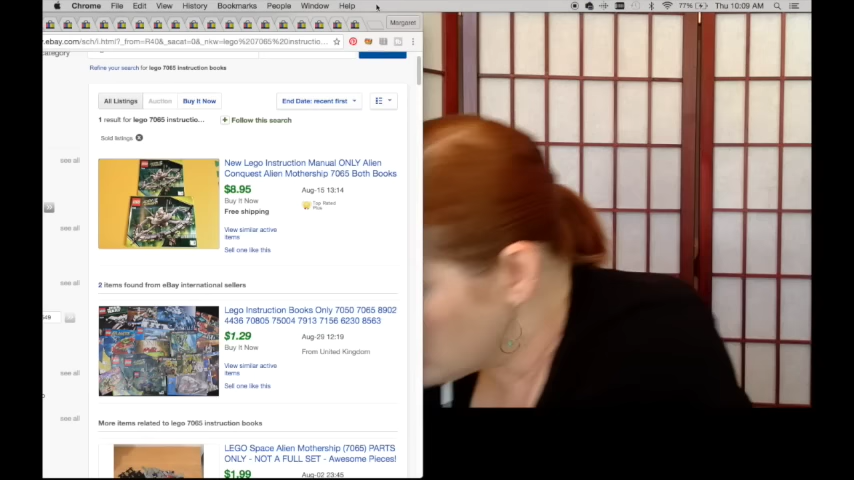 Chrome File Edit View History Bookmarks People Window Help
77% Thu 10:09 AM
Margaret
.ebay.com/sch/i.html?_from=R40&_sacat=0&_nkw=lego%207065%20instructio...
category
Refine your search for lego 7065 instruction books
All Listings Auction Buy It Now End Date: recent first
1 result for lego 7065 instructio... Follow this search
Sold listings
see all
New Lego Instruction Manual ONLY Alien
Conquest Alien Mothership 7065 Both Books
$8.95 Aug-15 13:14
Buy It Now
Top Rated
Plus
Free shipping
see all
View similar active
items
Sell one like this
see all
2 items found from eBay international sellers
Lego Instruction Books Only 7050 7065 8902
4436 70805 75004 7913 7156 6230 8563
$1.29 Aug-29 12:19
Buy It Now From United Kingdom
View similar active
items
see all
Sell one like this
see all
More items related to lego 7065 instruction books
LEGO Space Alien Mothership (7065) PARTS
ONLY - NOT A FULL SET - Awesome Pieces!
$1.99 Aug-02 23:45